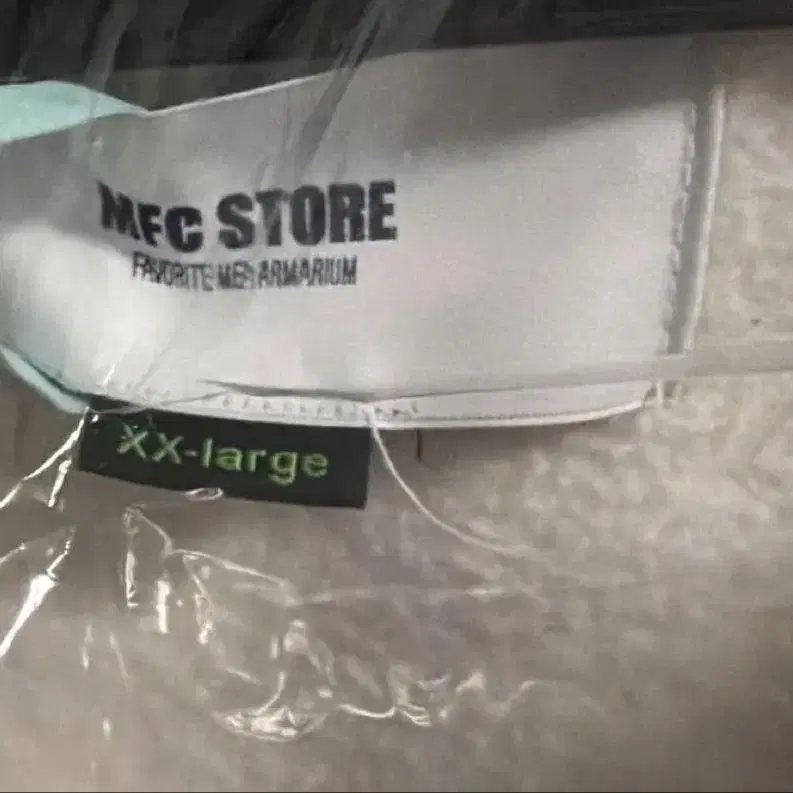 MFC STORE
FAVORITE MEN ARMARIUM
XX-large